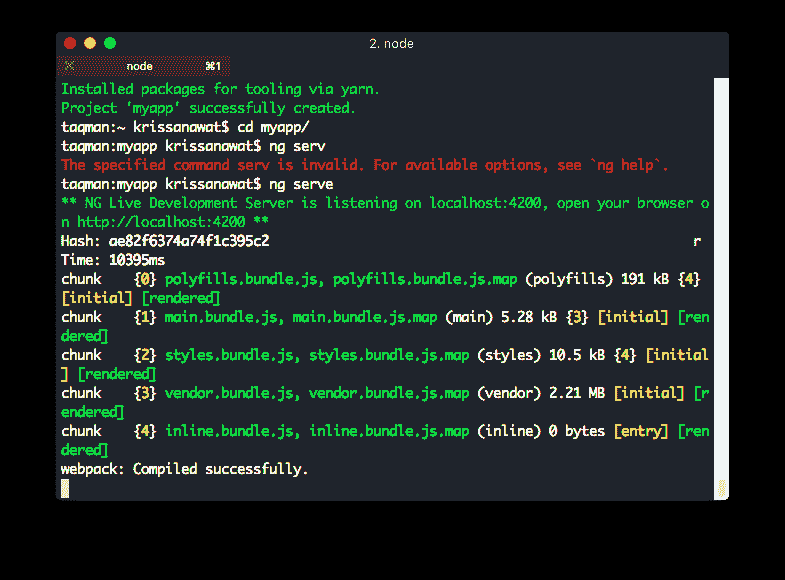 2. node
node ⌘1
Installed packages for tooling via yarn.
Project 'myapp' successfully created.
taqman:~ krissanawat$ cd myapp/
taqman:myapp krissanawat$ ng serv
The specified command serv is invalid. For available options, see `ng help`.
taqman:myapp krissanawat$ ng serve
** NG Live Development Server is listening on localhost:4200, open your browser o
n http://localhost:4200 **
Hash: ae82f6374a74f1c395c2 r
Time: 10395ms
chunk    {0} polyfills.bundle.js, polyfills.bundle.js.map (polyfills) 191 kB {4}
[initial] [rendered]
chunk    {1} main.bundle.js, main.bundle.js.map (main) 5.28 kB {3} [initial] [ren
dered]
chunk    {2} styles.bundle.js, styles.bundle.js.map (styles) 10.5 kB {4} [initial
] [rendered]
chunk    {3} vendor.bundle.js, vendor.bundle.js.map (vendor) 2.21 MB [initial] [r
endered]
chunk    {4} inline.bundle.js, inline.bundle.js.map (inline) 0 bytes [entry] [ren
dered]
webpack: Compiled successfully.